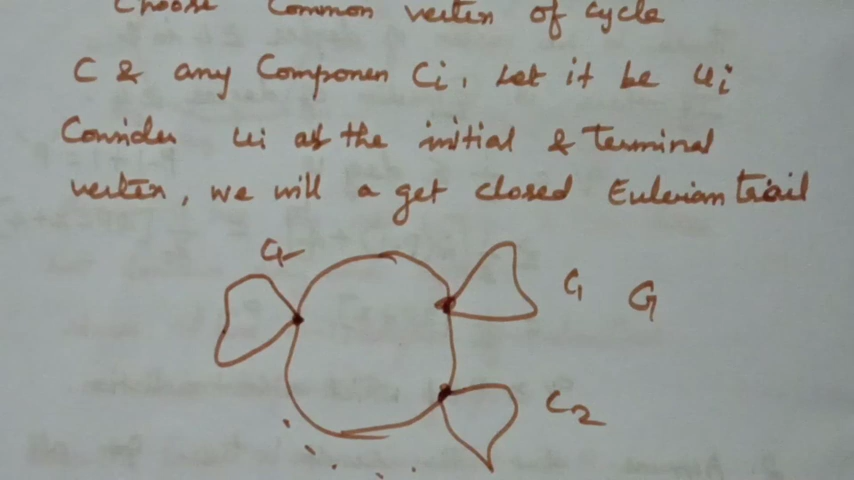 Choose Common vertex of cycle
C & any Componen Ci. Let it be ui
Consider ui as the initial & Terminal
vertex, we will a get closed Eulerian trail
Cr
C1 G
C2